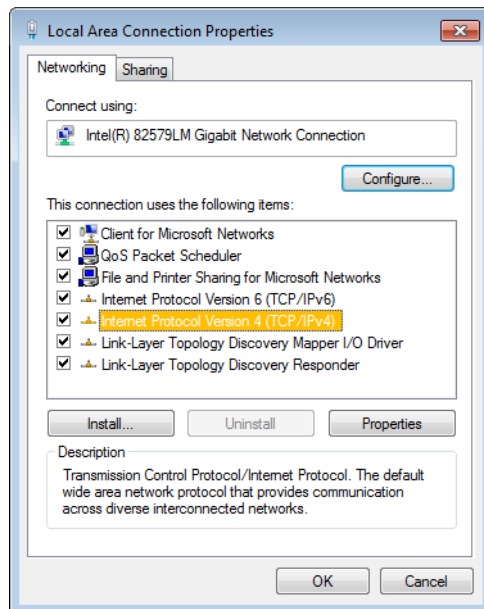 Local Area Connection Properties
Networking
Sharing
Connect using:
Intel(R) 82579LM Gigabit Network Connection
Configure...
This connection uses the following items:
Client for Microsoft Networks
QoS Packet Scheduler
File and Printer Sharing for Microsoft Networks
Internet Protocol Version 6 (TCP/IPv6)
Internet Protocol Version 4 (TCP/IPv4)
Link-Layer Topology Discovery Mapper I/O Driver
Link-Layer Topology Discovery Responder
Install...
Uninstall
Properties
Description
Transmission Control Protocol/Internet Protocol. The default
wide area network protocol that provides communication
across diverse interconnected networks.
OK
Cancel